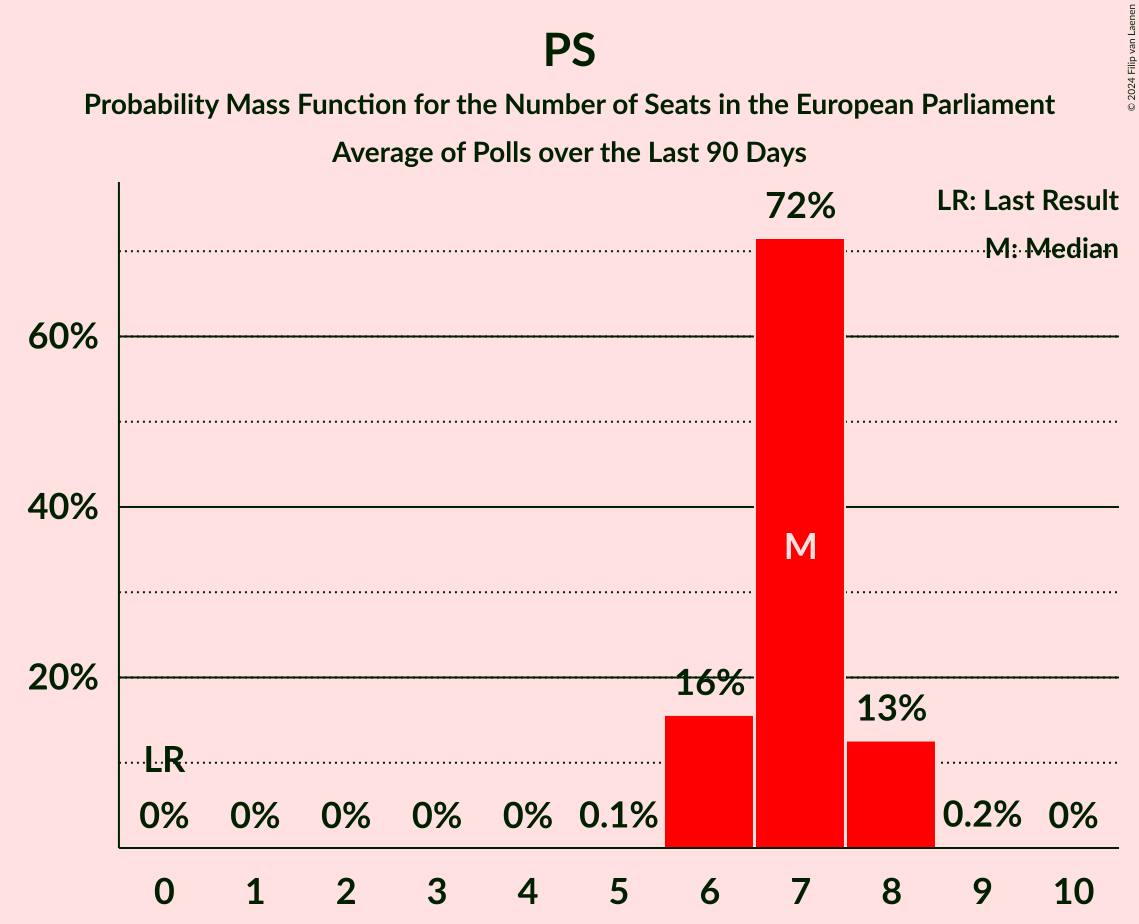 PS
Probability Mass Function for the Number of Seats in the European Parliament
Average of Polls over the Last 90 Days
© 2024 Filip van Laenen
LR: Last Result
M: Median
72%
60%
40%
M
20%
16%
13%
LR
0% 0% 0% 0% 0% 0.1% 0.2% 0%
0 1 2 3 4 5 6 7 8 9 10